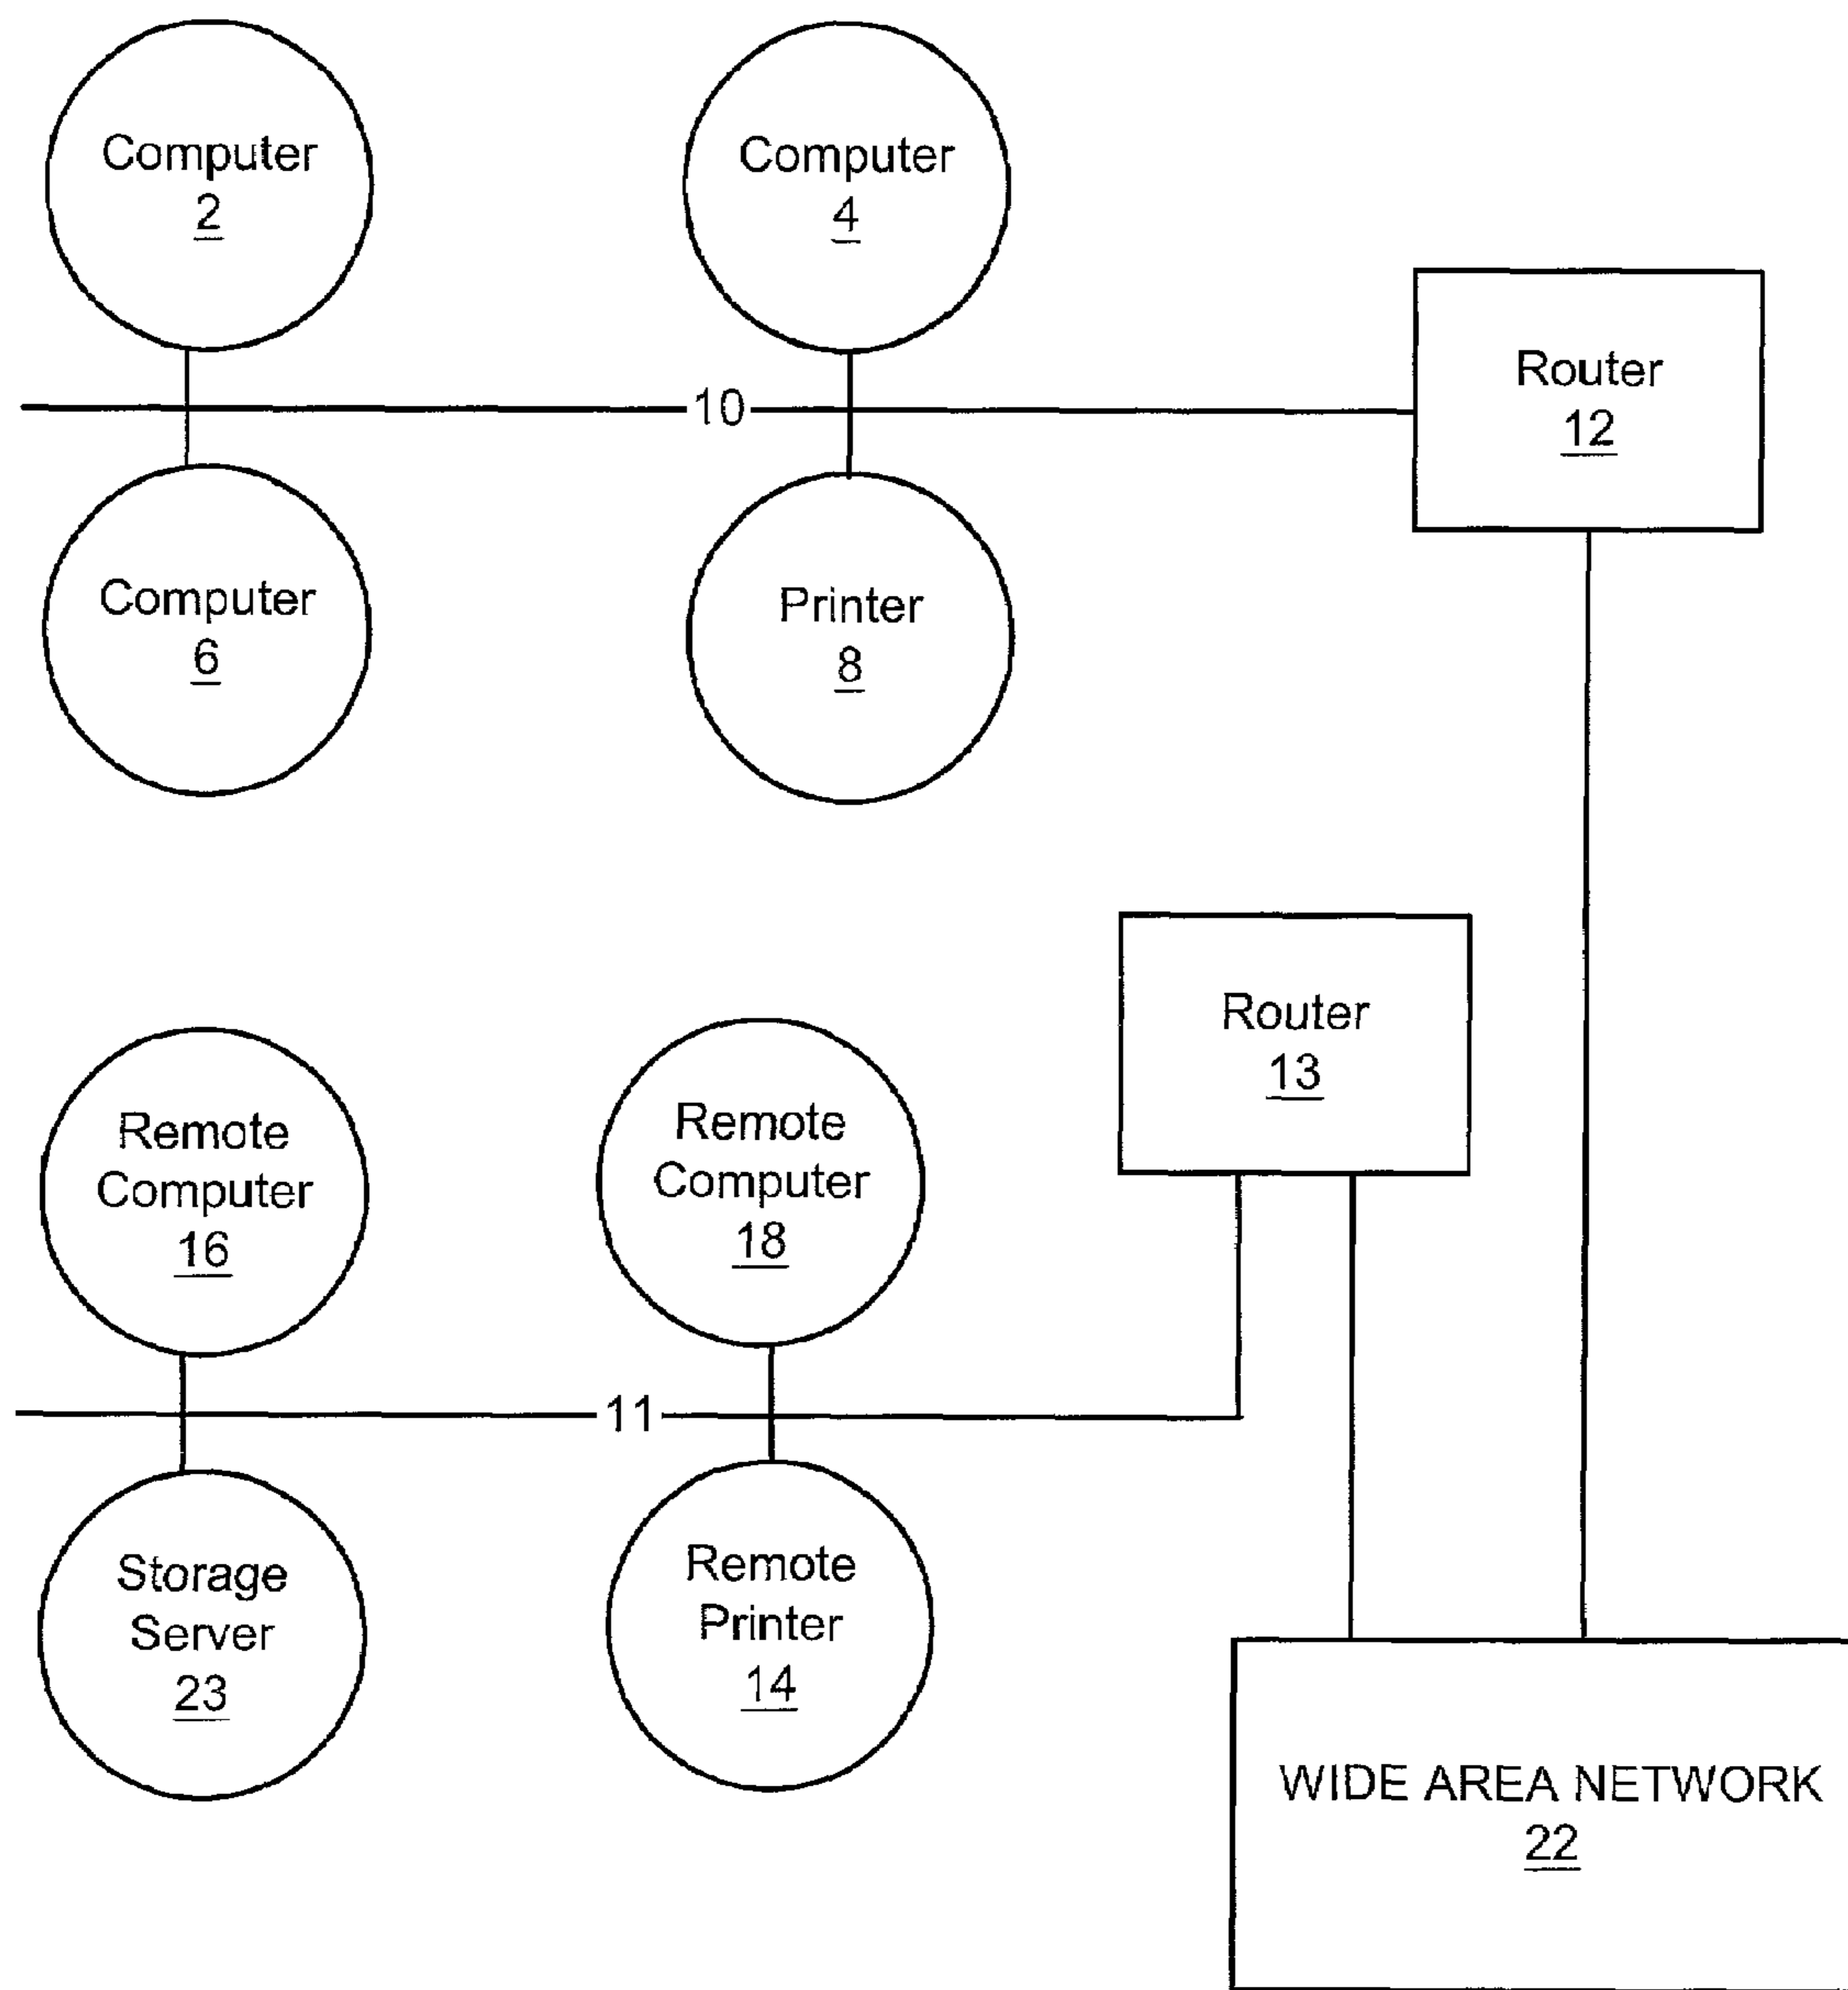 Computer
2
Computer
4
Router
12
10
Computer
6
Printer
8
Router
13
Remote
Computer
16
Remote
Computer
18
11
Storage
Server
23
Remote
Printer
14
WIDE AREA NETWORK
22